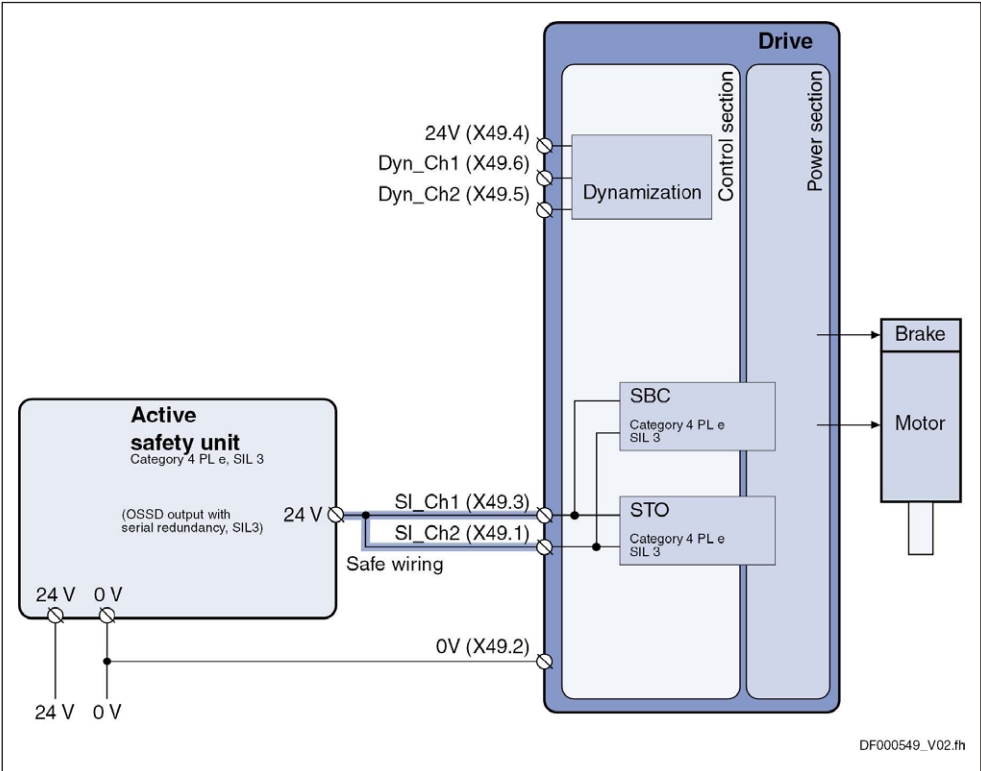 Drive
Control section
Power section
24V (X49.4)
Dyn_Ch1 (X49.6)
Dyn_Ch2 (X49.5)
Dynamization
Brake
Motor
SBC
Category 4 PL e
SIL 3
Active
safety unit
Category 4 PL e, SIL 3
(OSSD output with
serial redundancy, SIL3)
24 V
SI_Ch1 (X49.3)
SI_Ch2 (X49.1)
Safe wiring
STO
Category 4 PL e
SIL 3
24 V 0 V
0V (X49.2)
24 V 0 V
DF000549_V02.fh